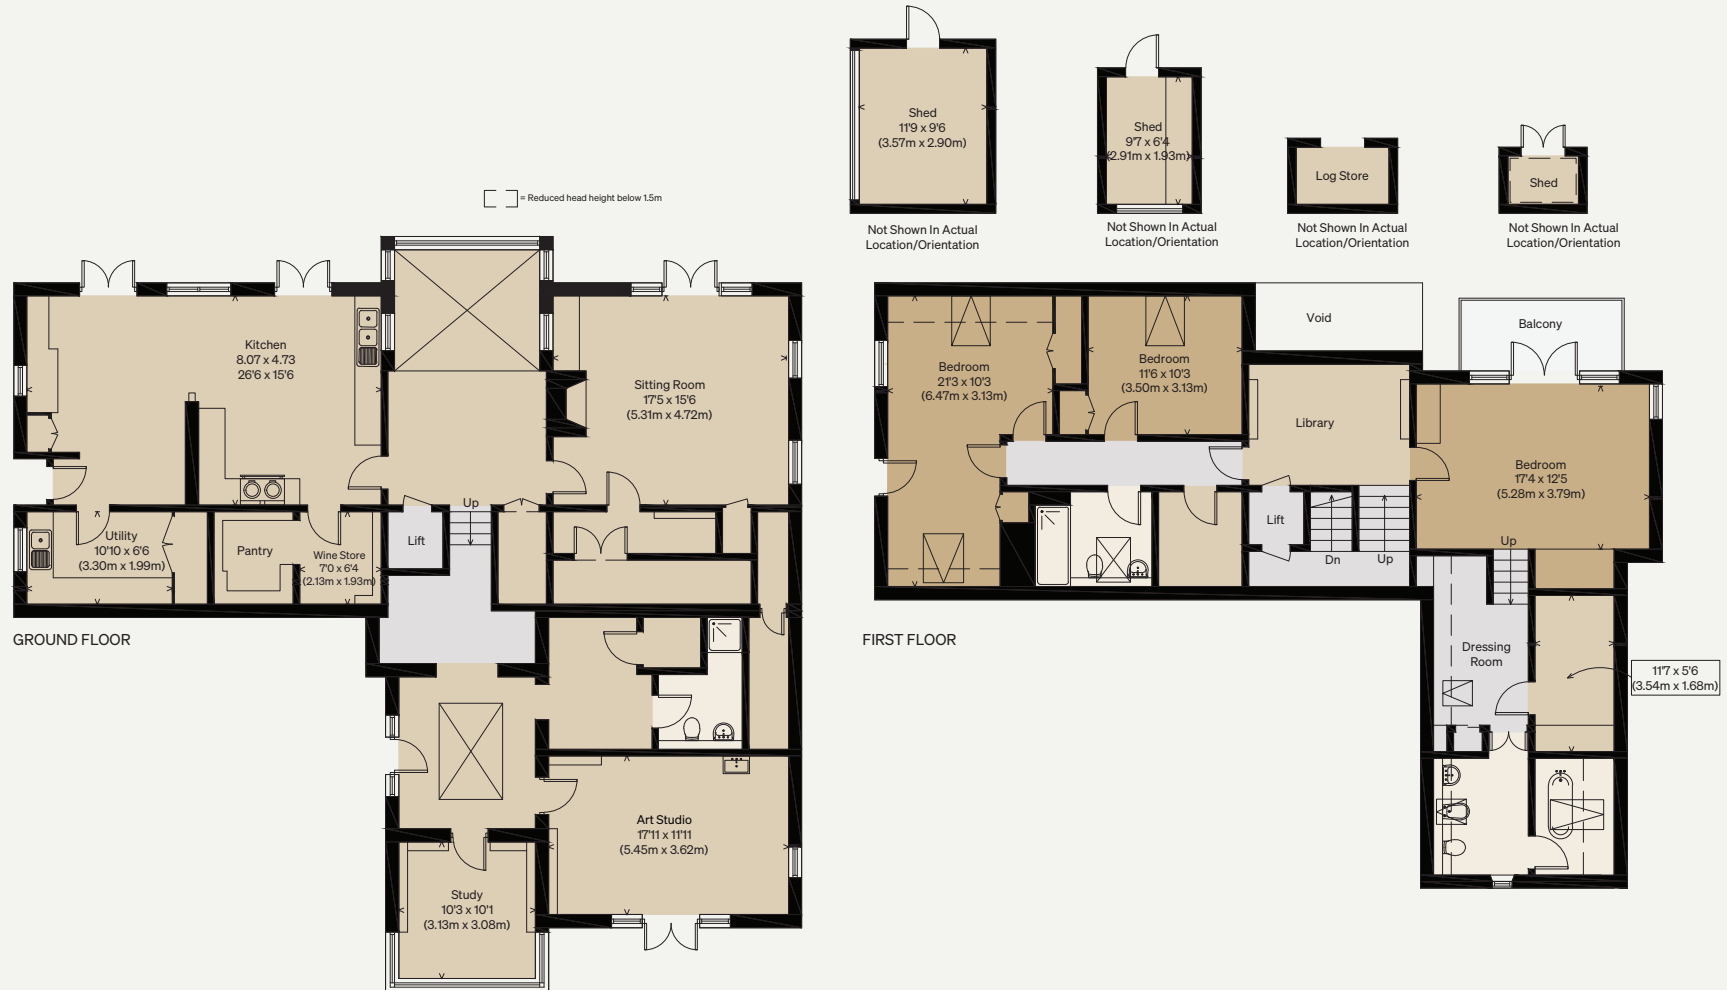 Shed
11'9 x 9'6
(3.57m x 2.90m)
Not Shown In Actual
Location/Orientation
Shed
9'7 x 6'4
(2.91m x 1.93m)
Not Shown In Actual
Location/Orientation
Log Store
Not Shown In Actual
Location/Orientation
Shed
Not Shown In Actual
Location/Orientation
= Reduced head height below 1.5m
Kitchen
8.07 x 4.73
26'6 x 15'6
Sitting Room
17'5 x 15'6
(5.31m x 4.72m)
Up
Lift
Utility
10'10 x 6'6
(3.30m x 1.99m)
Pantry
Wine Store
7'0 x 6'4
(2.13m x 1.93m)
GROUND FLOOR
Art Studio
17'11 x 11'11
(5.45m x 3.62m)
Study
10'3 x 10'1
(3.13m x 3.08m)
Void
Balcony
Bedroom
21'3 x 10'3
(6.47m x 3.13m)
Bedroom
11'6 x 10'3
(3.50m x 3.13m)
Library
Bedroom
17'4 x 12'5
(5.28m x 3.79m)
Lift
Dn
Up
Up
Dressing
Room
11'7 x 5'6
(3.54m x 1.68m)
FIRST FLOOR